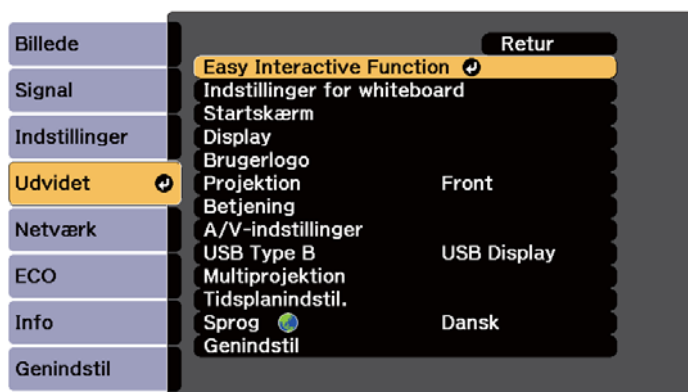 Billede
Signal
Indstillinger
Udvidet
Netværk
ECO
Info
Genindstil
Retur
Easy Interactive Function
Indstillinger for whiteboard
Startskærm
Display
Brugerlogo
Projektion Front
Betjening
A/V-indstillinger
USB Type B USB Display
Multiprojektion
Tidsplanindstil.
Sprog Dansk
Genindstil